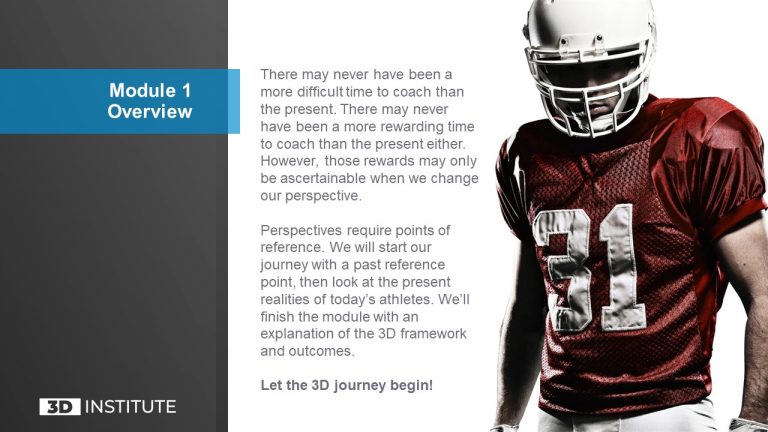 Module 1
Overview
There may never have been a
more difficult time to coach than
the present. There may never
have been a more rewarding time
to coach than the present either.
However, those rewards may only
be ascertainable when we change
our perspective.
Perspectives require points of
reference. We will start our
journey with a past reference
point, then look at the present
realities of today's athletes. We'll
finish the module with an
explanation of the 3D framework
and outcomes.
Let the 3D journey begin!
31
3D INSTITUTE